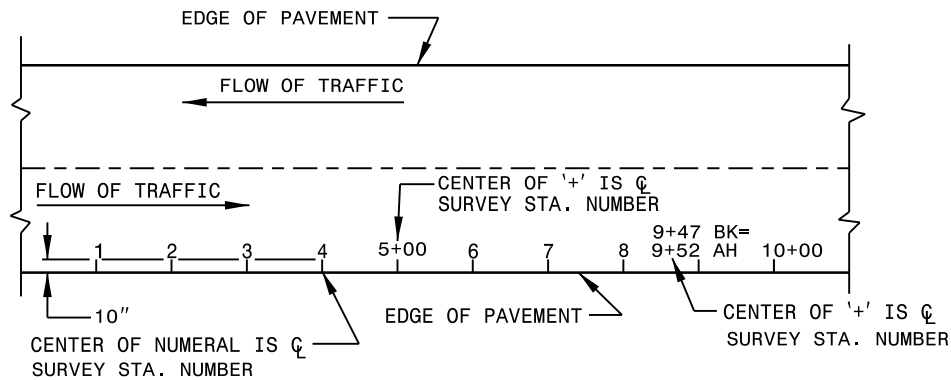 EDGE OF PAVEMENT
FLOW OF TRAFFIC
FLOW OF TRAFFIC
CENTER OF '+' IS ℄
SURVEY STA. NUMBER
9+47 BK=
1 2 3 4 5+00 6 7 8 9+52 AH 10+00
10"
EDGE OF PAVEMENT
CENTER OF '+' IS ℄
SURVEY STA. NUMBER
CENTER OF NUMERAL IS ℄
SURVEY STA. NUMBER